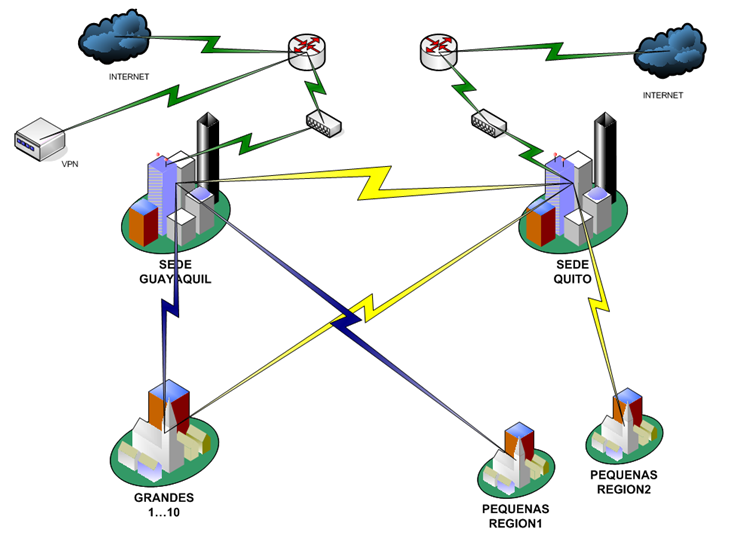 INTERNET
INTERNET
VPN
SEDE
GUAYAQUIL
SEDE
QUITO
GRANDES
1...10
PEQUENAS
REGION1
PEQUENAS
REGION2